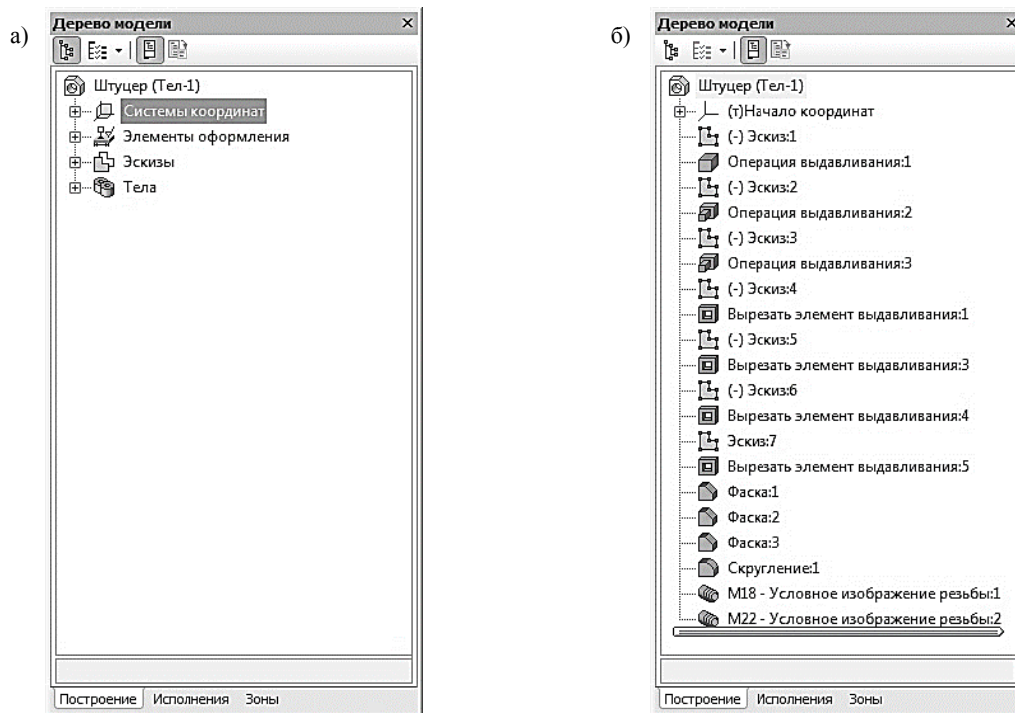 а)
Дерево модели
Штуцер (Тел-1)
Системы координат
Элементы оформления
Эскизы
Тела
Построение Исполнения Зоны
б)
Дерево модели
Штуцер (Тел-1)
(т)Начало координат
(-) Эскиз:1
Операция выдавливания:1
(-) Эскиз:2
Операция выдавливания:2
(-) Эскиз:3
Операция выдавливания:3
(-) Эскиз:4
Вырезать элемент выдавливания:1
(-) Эскиз:5
Вырезать элемент выдавливания:3
(-) Эскиз:6
Вырезать элемент выдавливания:4
Эскиз:7
Вырезать элемент выдавливания:5
Фаска:1
Фаска:2
Фаска:3
Скругление:1
M18 - Условное изображение резьбы:1
M22 - Условное изображение резьбы:2
Построение Исполнения Зоны